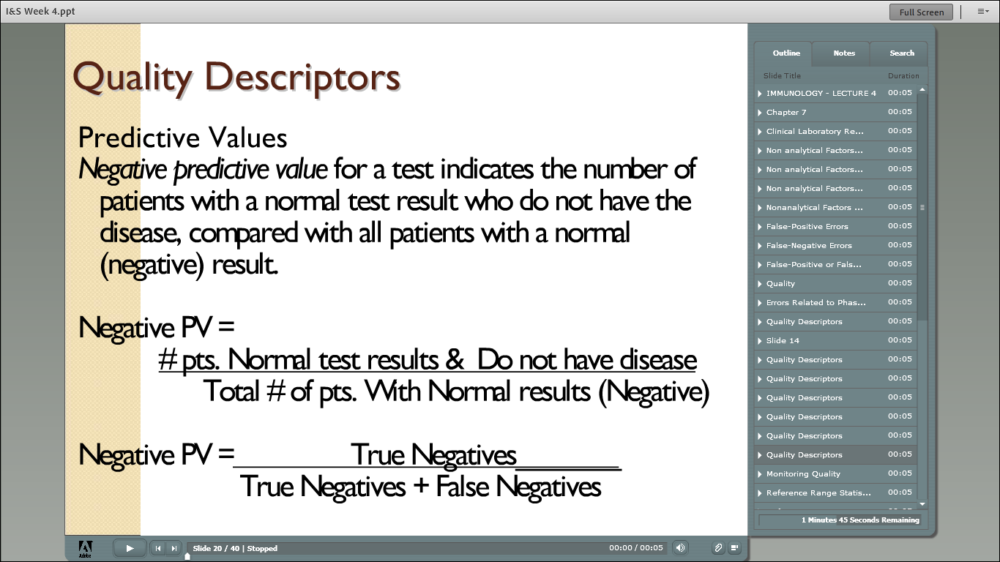 I&S Week 4.ppt
Full Screen
Quality Descriptors
Predictive Values
Negative predictive value for a test indicates the number of
patients with a normal test result who do not have the
disease, compared with all patients with a normal
(negative) result.
Negative PV =
# pts. Normal test results & Do not have disease
Total # of pts. With Normal results (Negative)
Negative PV = True Negatives
True Negatives + False Negatives
Outline Notes Search
Slide Title Duration
IMMUNOLOGY - LECTURE 4 00:05
Chapter 7 00:05
Clinical Laboratory Re... 00:05
Non analytical Factors... 00:05
Non analytical Factors... 00:05
Non analytical Factors... 00:05
Nonanalytical Factors ... 00:05
False-Positive Errors 00:05
False-Negative Errors 00:05
False-Positive or Fals... 00:05
Quality 00:05
Errors Related to Phas... 00:05
Quality Descriptors 00:05
Slide 14 00:05
Quality Descriptors 00:05
Quality Descriptors 00:05
Quality Descriptors 00:05
Quality Descriptors 00:05
Quality Descriptors 00:05
Quality Descriptors 00:05
Monitoring Quality 00:05
Reference Range Statis... 00:05
1 Minutes 45 Seconds Remaining
Adobe
Slide 20 / 40 | Stopped
00:00 / 00:05